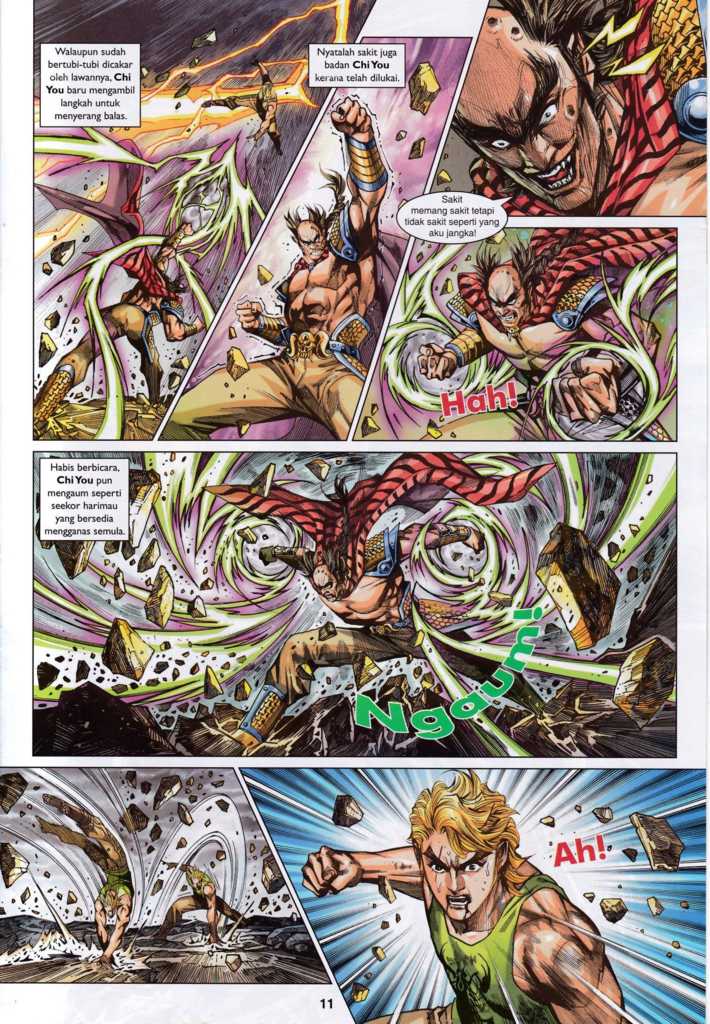 Walaupun sudah
bertubi-tubi dicakar
oleh lawannya, Chi
You baru mengambil
langkah untuk
menyerang balas.
Nyatalah sakit juga
badan Chi You
kerana telah dilukai.
Sakit
memang sakit tetapi
tidak sakit seperti yang
aku jangka!
Hah!
Habis berbicara,
Chi You pun
mengaum seperti
seekor harimau
yang bersedia
mengganas semula.
Ngaum!
Ah!
11